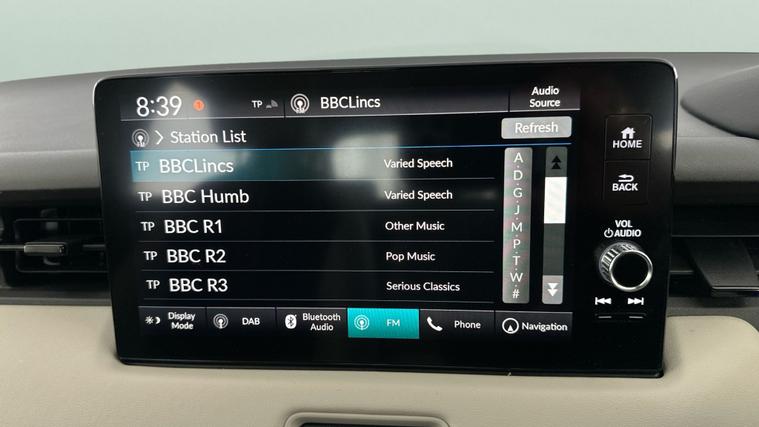 8:39 TP BBCLincs Audio Source
Station List Refresh
TP BBCLincs Varied Speech
TP BBC Humb Varied Speech
TP BBC R1 Other Music
TP BBC R2 Pop Music
TP BBC R3 Serious Classics
A
D
G
J
M
P
T
W
#
Display Mode DAB Bluetooth Audio FM Phone Navigation
HOME
BACK
VOL
AUDIO